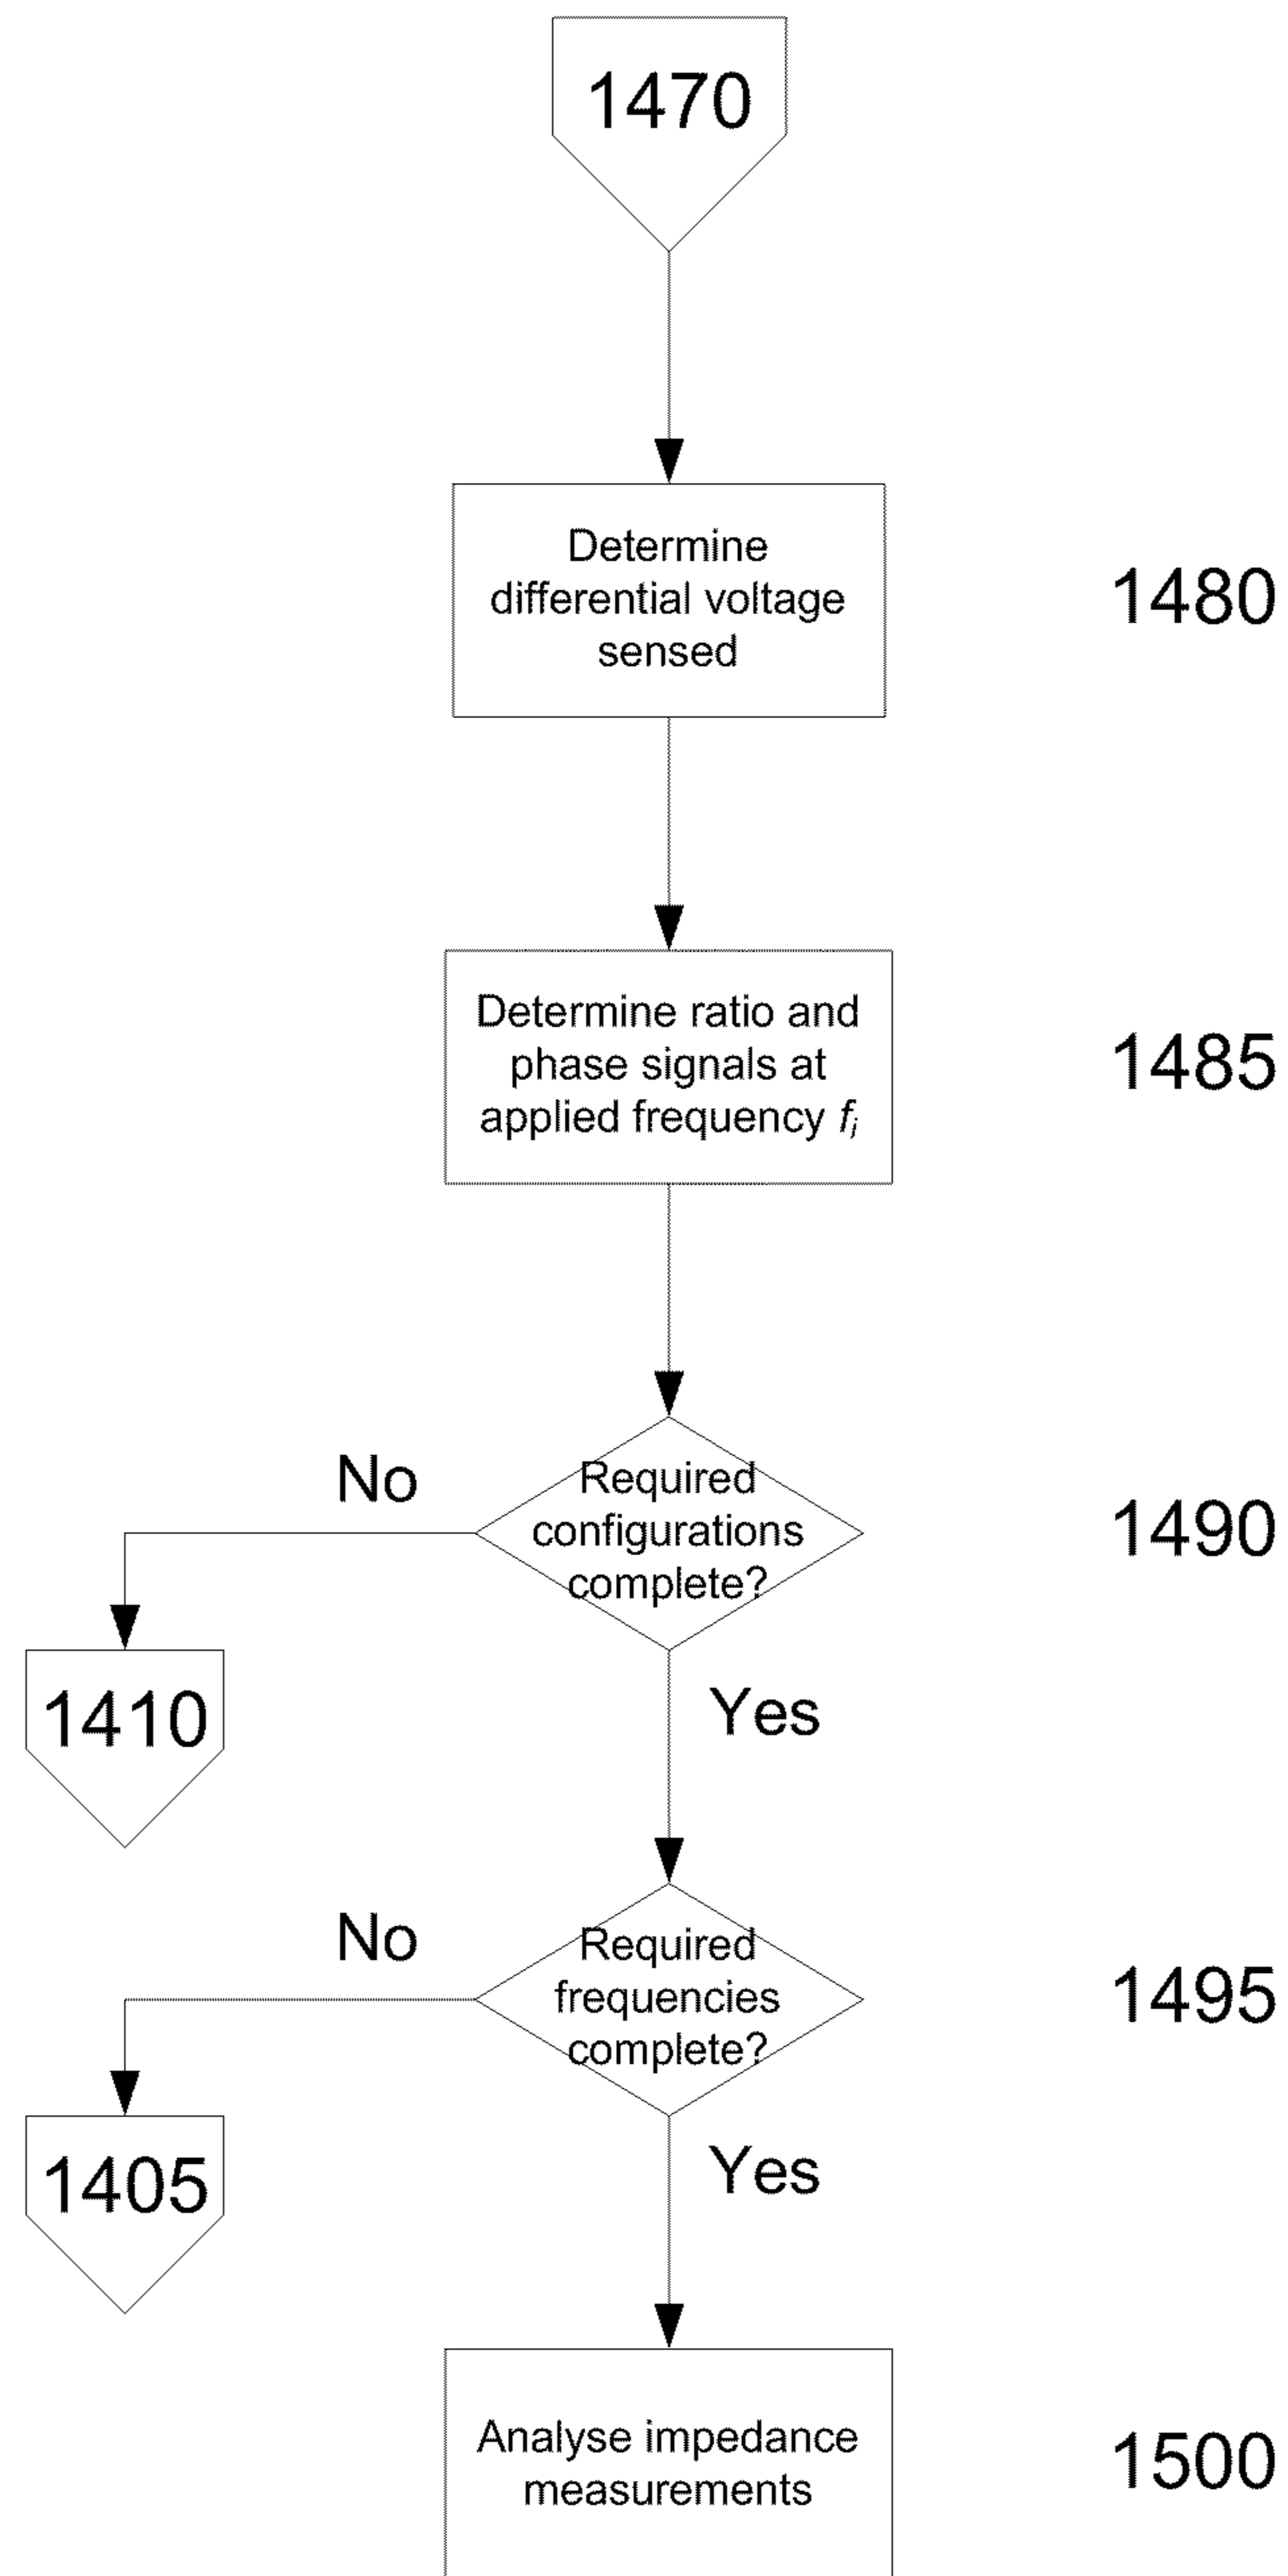 1470
Determine
differential voltage
sensed
1480
Determine ratio and
phase signals at
applied frequency fi
1485
No
Required
configurations
complete?
1490
1410
Yes
No
Required
frequencies
complete?
1495
1405
Yes
Analyse impedance
measurements
1500